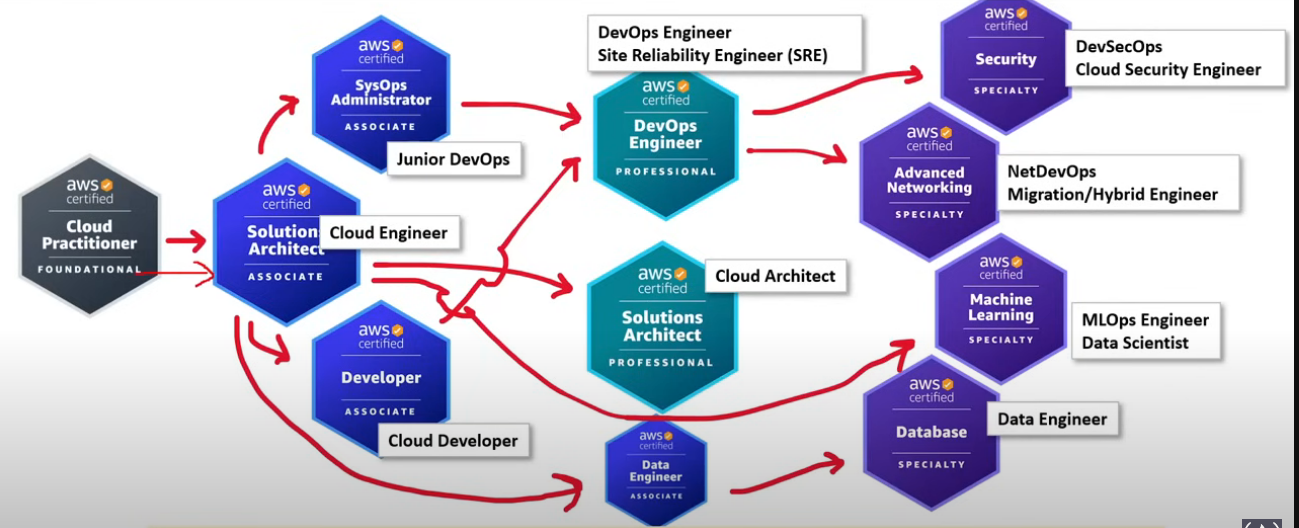 aws
certified
Cloud
Practitioner
FOUNDATIONAL
aws
certified
Solutions
Architect
ASSOCIATE
Cloud Engineer
aws
certified
SysOps
Administrator
ASSOCIATE
Junior DevOps
aws
certified
Developer
ASSOCIATE
Cloud Developer
DevOps Engineer
Site Reliability Engineer (SRE)
aws
certified
DevOps
Engineer
PROFESSIONAL
aws
certified
Solutions
Architect
PROFESSIONAL
Cloud Architect
aws
certified
Data
Engineer
ASSOCIATE
aws
certified
Security
SPECIALTY
DevSecOps
Cloud Security Engineer
aws
certified
Advanced
Networking
SPECIALTY
NetDevOps
Migration/Hybrid Engineer
aws
certified
Machine
Learning
SPECIALTY
MLOps Engineer
Data Scientist
aws
certified
Database
SPECIALTY
Data Engineer